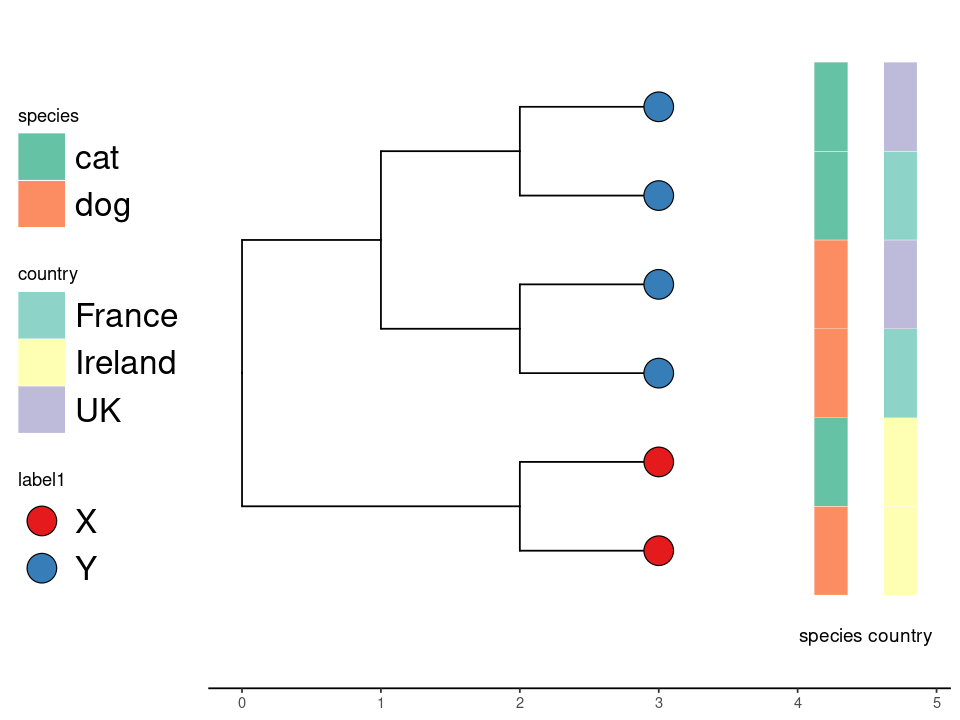 species
cat
dog
country
France
Ireland
UK
label1
X
Y
species country
0 1 2 3 4 5